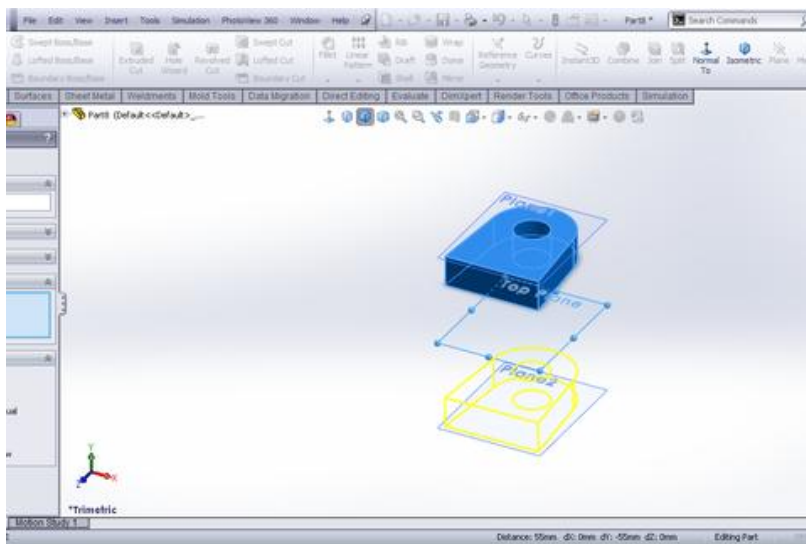 File Edit View Insert Tools Simulation PhotoView 360 Window Help Part8 * Search Commands
Swept Boss/Base Swept Cut Rib Wrap
Lofted Boss/Base Extruded Cut Hole Wizard Revolved Cut Lofted Cut Fillet Linear Pattern Draft Dome Reference Geometry Curves Instant3D Combine Join Split Normal To Isometric Plane
Boundary Boss/Base Boundary Cut Shell Mirror
Surfaces Sheet Metal Weldments Mold Tools Data Migration Direct Editing Evaluate DimXpert Render Tools Office Products Simulation
Part8 (Default<<Default>_...
Plane1
Top Plane
Plane2
Y
X
Z
*Trimetric
Motion Study 1
Distance: 55mm dX: 0mm dY: -55mm dZ: 0mm Editing Part